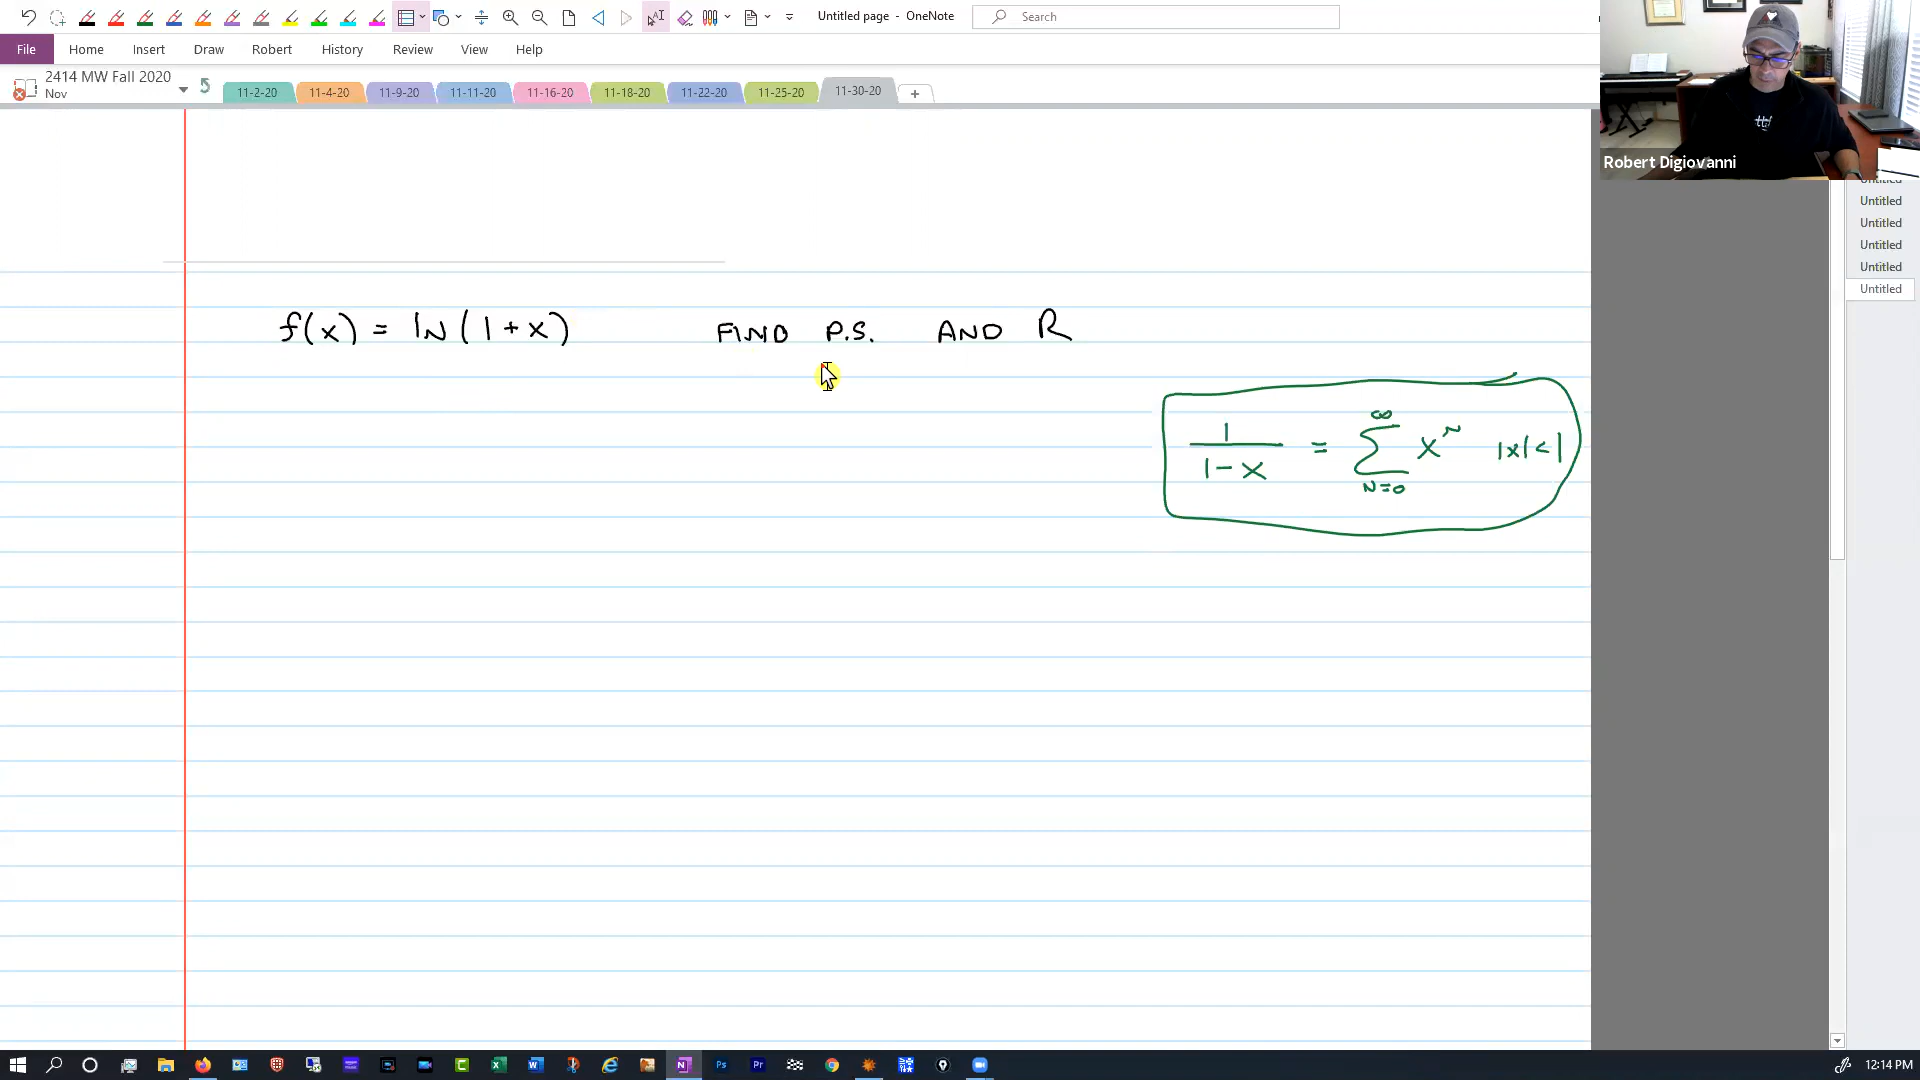 Untitled page - OneNote
Search
File Home Insert Draw Robert History Review View Help
2414 MW Fall 2020
Nov
11-2-20 11-4-20 11-9-20 11-11-20 11-16-20 11-18-20 11-22-20 11-25-20 11-30-20
Robert Digiovanni
Untitled
Untitled
Untitled
Untitled
Untitled
Untitled
f(x) = ln(1+x) FIND P.S. AND R
1/(1-x) = ∑_{N=0}^{∞} x^N |x|<1
12:14 PM